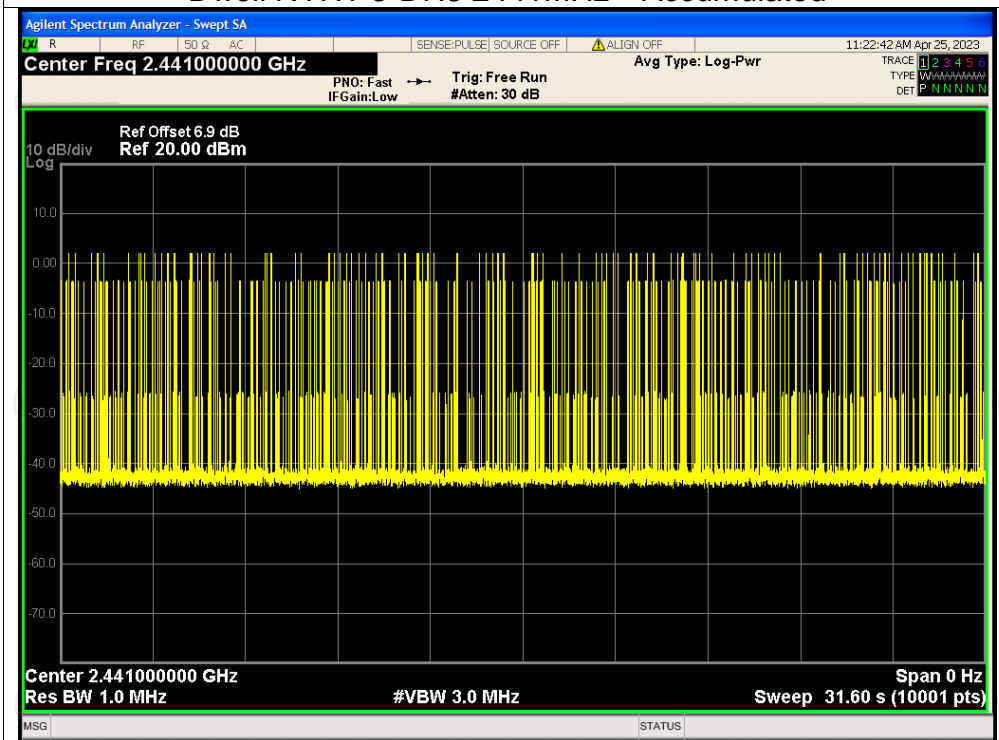 Agilent Spectrum Analyzer - Swept SA
LXI R RF 50 Ω AC SENSE:PULSE SOURCE OFF ALIGN OFF 11:22:42 AM Apr 25, 2023
Center Freq 2.441000000 GHz Avg Type: Log-Pwr TRACE 1 2 3 4 5 6
PNO: Fast Trig: Free Run TYPE
IFGain:Low #Atten: 30 dB DET P N N N N N
Ref Offset 6.9 dB
10 dB/div Ref 20.00 dBm
Log
10.0
0.00
-10.0
-20.0
-30.0
-40.0
-50.0
-60.0
-70.0
Center 2.441000000 GHz Span 0 Hz
Res BW 1.0 MHz #VBW 3.0 MHz Sweep 31.60 s (10001 pts)
MSG STATUS